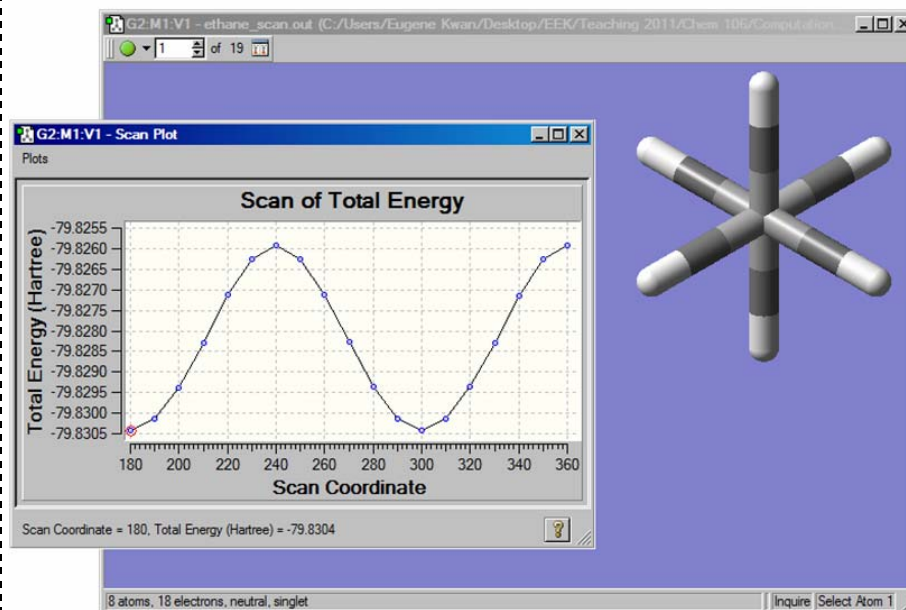 G2:M1:V1 - ethane_scan.out (C:/Users/Eugene Kwan/Desktop/EEK/Teaching 2011/Chem 106/Computation...
1 of 19
G2:M1:V1 - Scan Plot
Plots
Scan of Total Energy
Total Energy (Hartree)
-79.8255
-79.8260
-79.8265
-79.8270
-79.8275
-79.8280
-79.8285
-79.8290
-79.8295
-79.8300
-79.8305
180 200 220 240 260 280 300 320 340 360
Scan Coordinate
Scan Coordinate = 180, Total Energy (Hartree) = -79.8304
?
8 atoms, 18 electrons, neutral, singlet
Inquire Select Atom 1